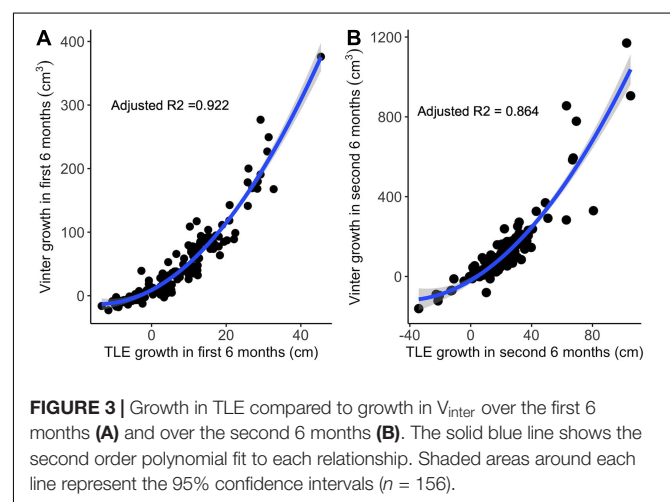 A
B
400
300
200
100
0
Vinter growth in first 6 months (cm³)
Adjusted R2 =0.922
0
20
40
TLE growth in first 6 months (cm)
1200
800
400
0
Vinter growth in second 6 months (cm³)
Adjusted R2 = 0.864
-40
0
40
80
TLE growth in second 6 months (cm)
FIGURE 3 | Growth in TLE compared to growth in Vinter over the first 6
months (A) and over the second 6 months (B). The solid blue line shows the
second order polynomial fit to each relationship. Shaded areas around each
line represent the 95% confidence intervals (n = 156).